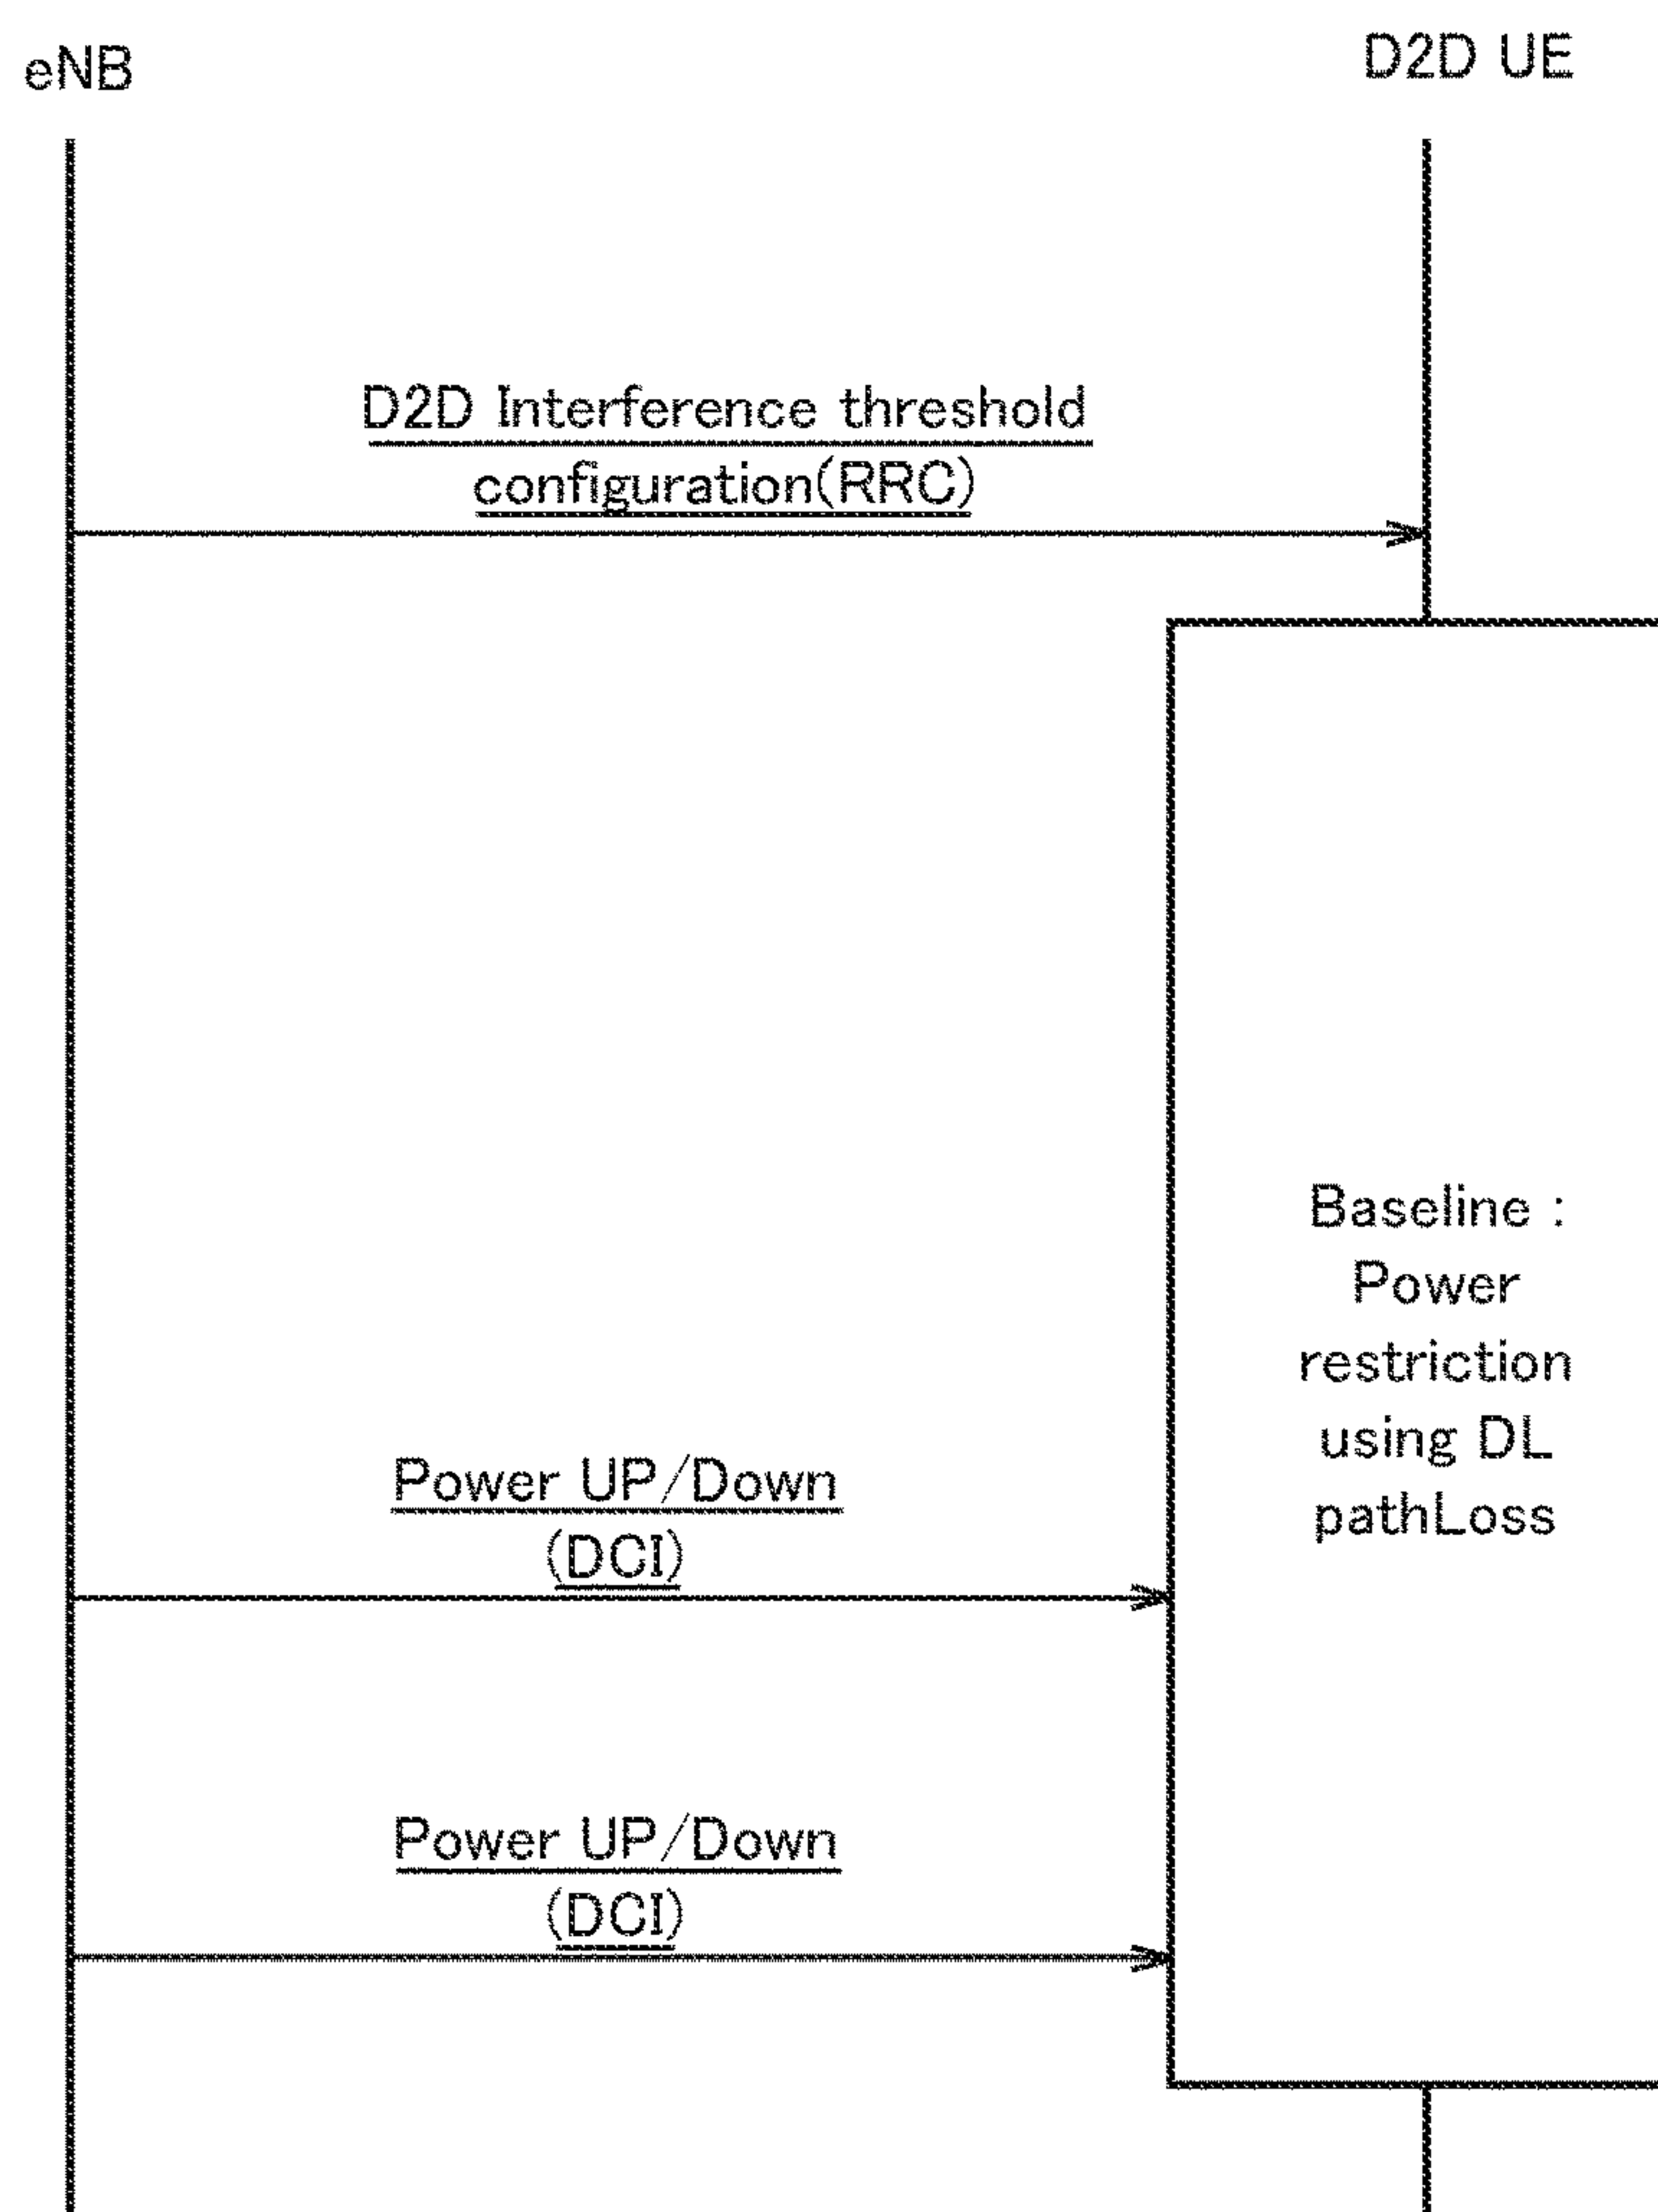 eNB
D2D UE
D2D Interference threshold
configuration(RRC)
Baseline :
Power
restriction
using DL
pathLoss
Power UP/Down
(DCI)
Power UP/Down
(DCI)